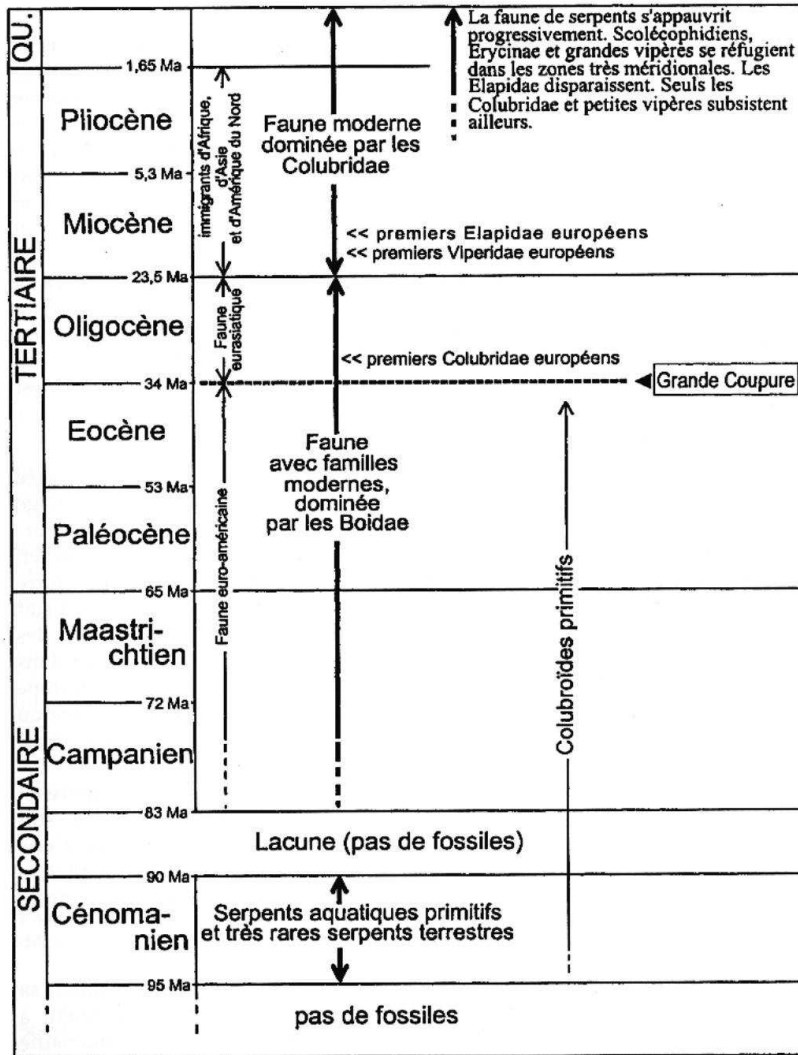 QU.
TERTIAIRE
SECONDAIRE
La faune de serpents s'appauvrit
progressivement. Scolécophidiens,
Erycinae et grandes vipères se réfugient
dans les zones très méridionales. Les
Elapidae disparaissent. Seuls les
Colubridae et petites vipères subsistent
ailleurs.
1,65 Ma
Pliocène
immigrants d'Afrique,
d'Asie
et d'Amérique du Nord
Faune moderne
dominée par les
Colubridae
5,3 Ma
Miocène
<< premiers Elapidae européens
<< premiers Viperidae européens
23,5 Ma
Oligocène
Faune
eurasiatique
<< premiers Colubridae européens
34 Ma
Grande Coupure
Eocène
Faune
avec familles
modernes,
dominée
par les Boidae
53 Ma
Paléocène
Faune euro-américaine
65 Ma
Maastri-
chtien
Colubroïdes primitifs
72 Ma
Campanien
83 Ma
Lacune (pas de fossiles)
90 Ma
Cénoma-
nien
Serpents aquatiques primitifs
et très rares serpents terrestres
95 Ma
pas de fossiles